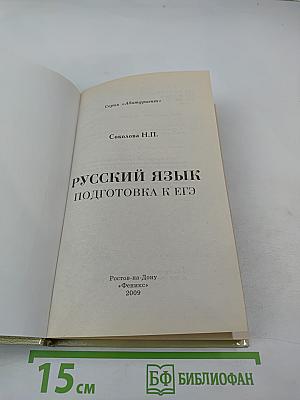 Серия «Абитуриент»
Соколова Н.П.
РУССКИЙ ЯЗЫК
ПОДГОТОВКА К ЕГЭ
Ростов-на-Дону
«Феникс»
2009
15 см
БФ БИБЛИОФАН